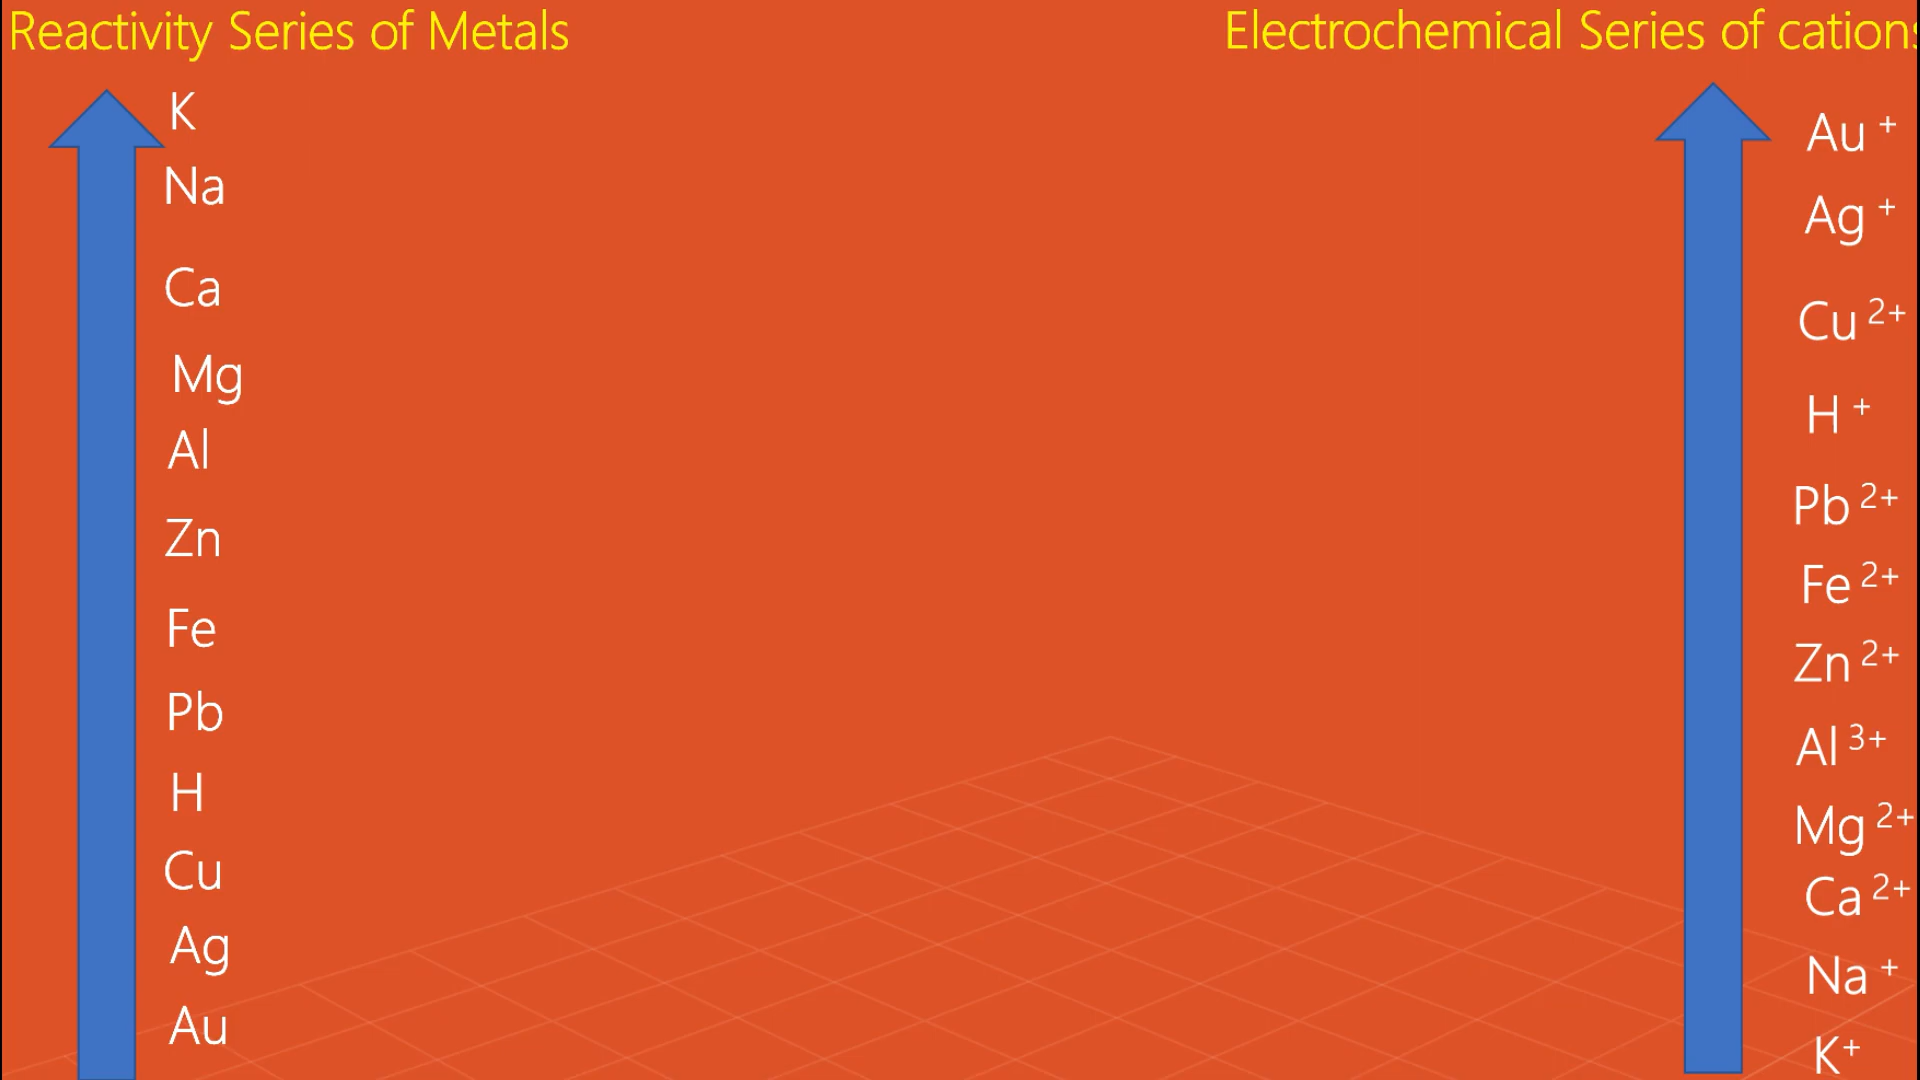 Reactivity Series of Metals
K
Na
Ca
Mg
Al
Zn
Fe
Pb
H
Cu
Ag
Au
Electrochemical Series of cations
Au +
Ag +
Cu 2+
H +
Pb 2+
Fe 2+
Zn 2+
Al 3+
Mg 2+
Ca 2+
Na +
K+